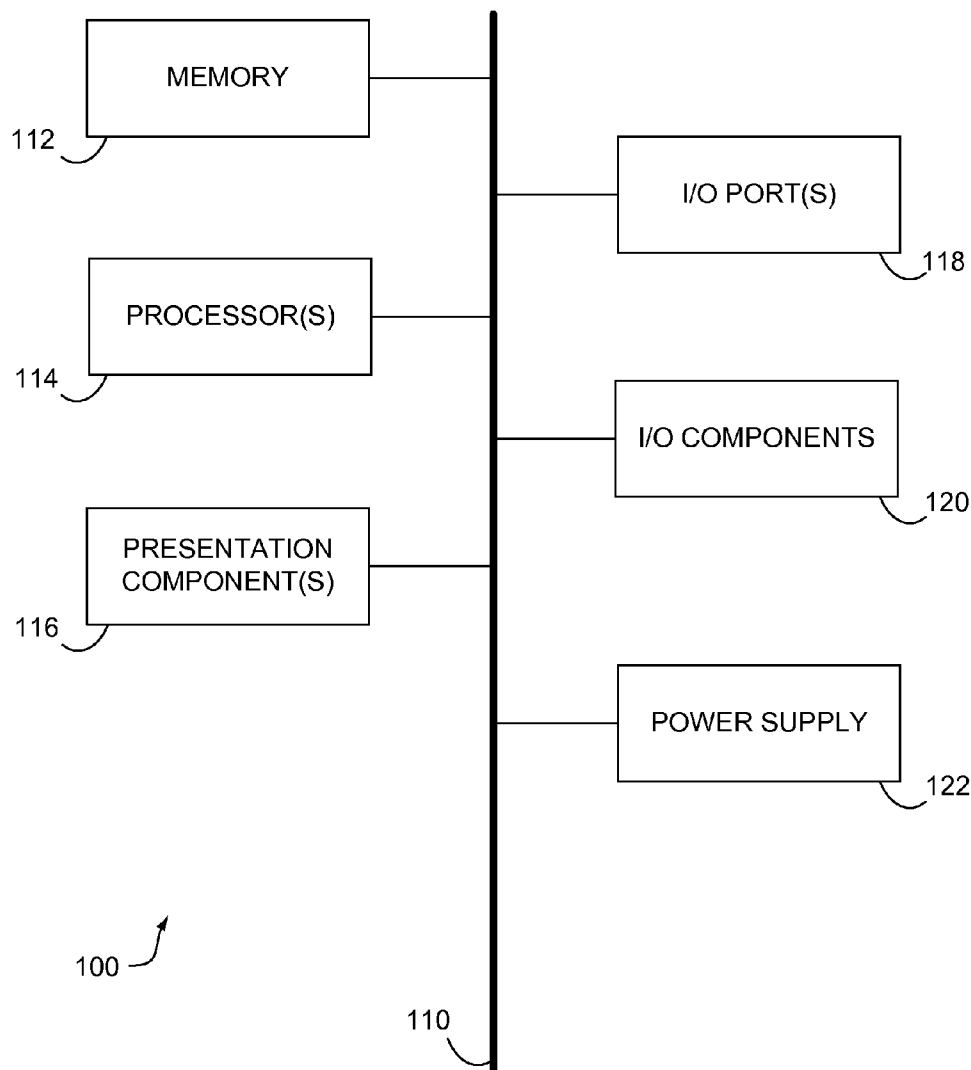 MEMORY
112
I/O PORT(S)
118
PROCESSOR(S)
114
I/O COMPONENTS
120
PRESENTATION
COMPONENT(S)
116
POWER SUPPLY
122
100
110